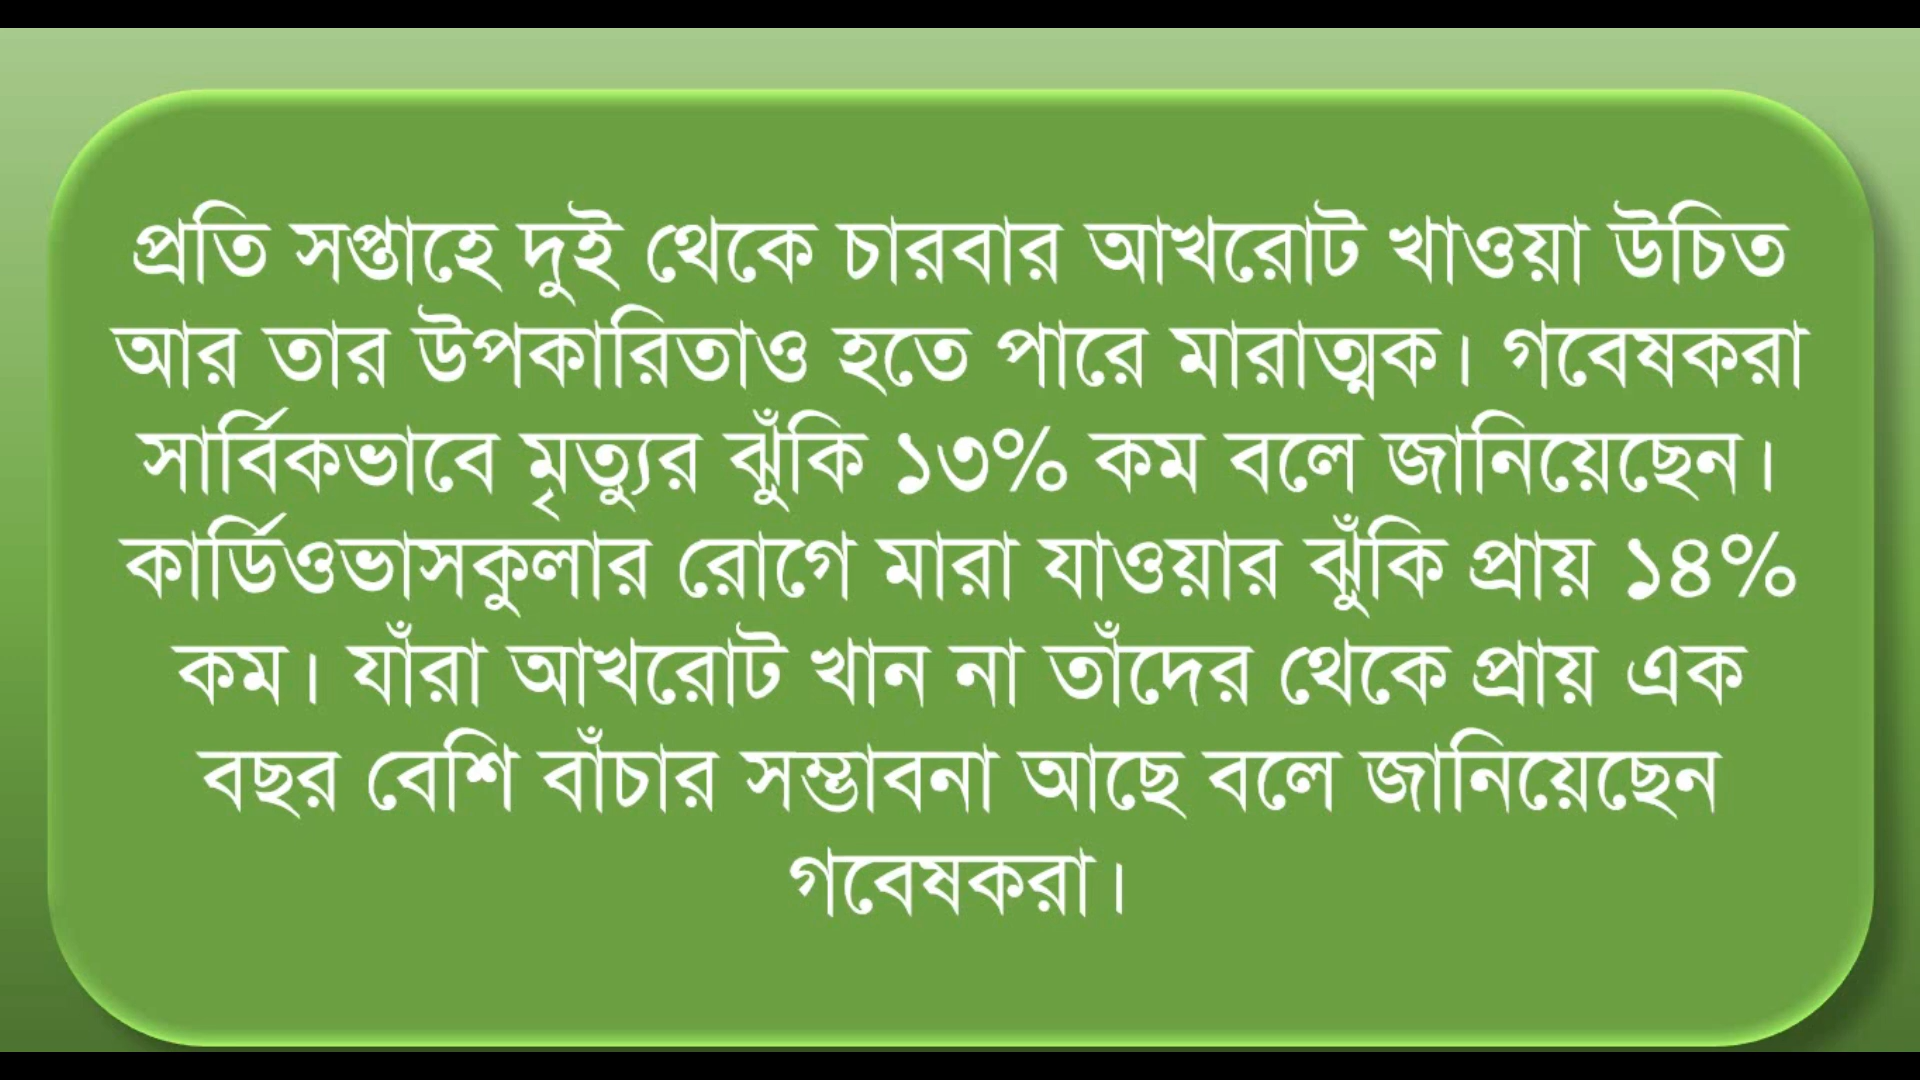 প্রতি সপ্তাহে দুই থেকে চারবার আখরোট খাওয়া উচিত
আর তার উপকারিতাও হতে পারে মারাত্মক। গবেষকরা
সার্বিকভাবে মৃত্যুর ঝুঁকি ১৩% কম বলে জানিয়েছেন।
কার্ডিওভাসকুলার রোগে মারা যাওয়ার ঝুঁকি প্রায় ১৪%
কম। যাঁরা আখরোট খান না তাঁদের থেকে প্রায় এক
বছর বেশি বাঁচার সম্ভাবনা আছে বলে জানিয়েছেন
গবেষকরা।